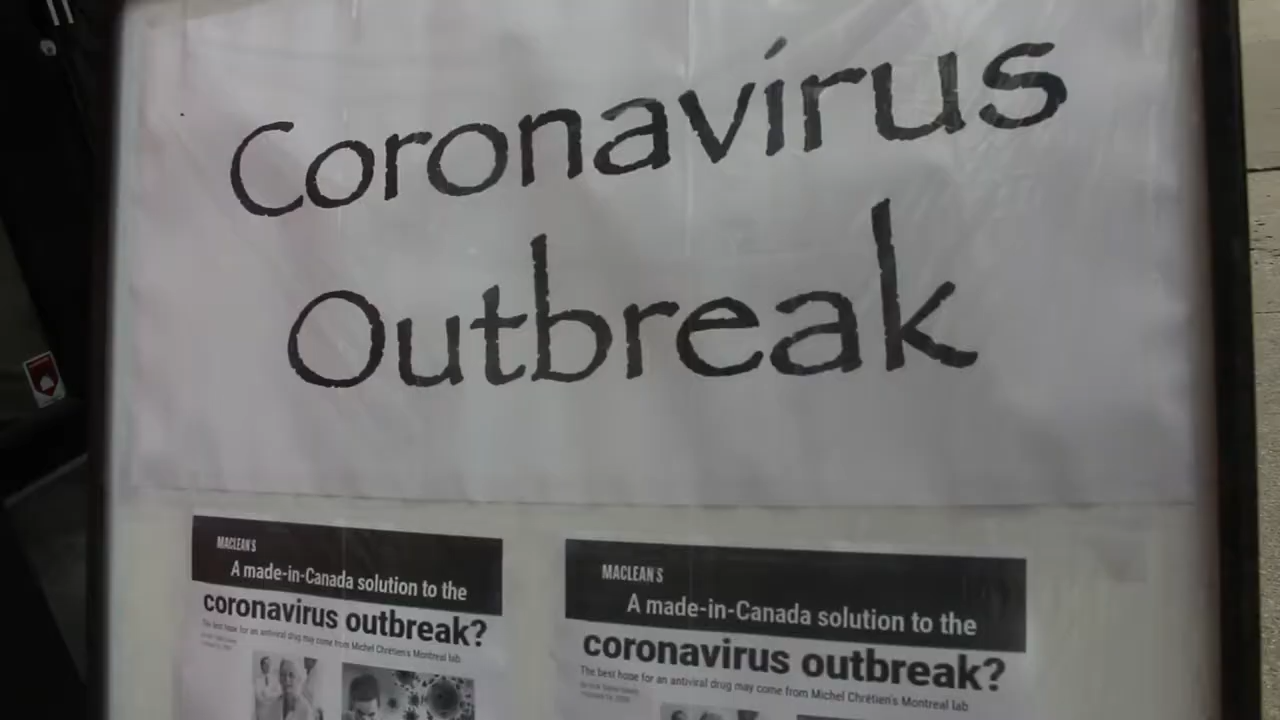 Coronavirus
Outbreak
MACLEAN'S
A made-in-Canada solution to the
coronavirus outbreak?
The best hope for an antiviral drug may come from Michel Chrétien's Montreal lab
MACLEAN'S
A made-in-Canada solution to the
coronavirus outbreak?
The best hope for an antiviral drug may come from Michel Chrétien's Montreal lab